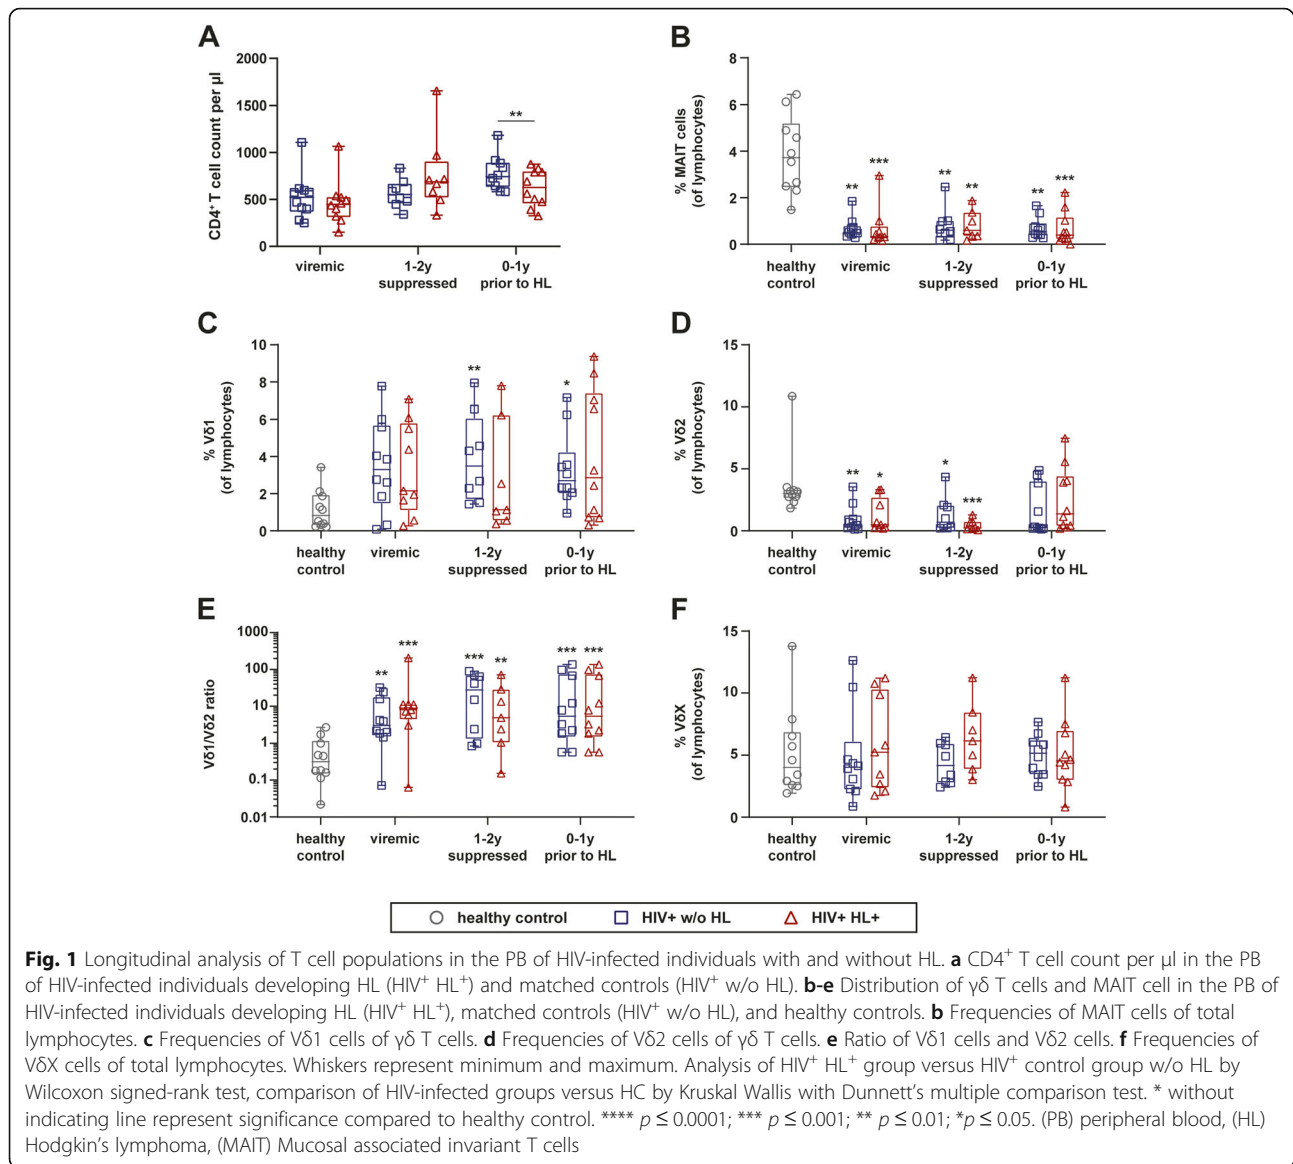 A
CD4⁺ T cell count per µl
2000
1500
1000
500
0
**
viremic
1-2y
suppressed
0-1y
prior to HL
B
% MAIT cells
(of lymphocytes)
8
6
4
2
0
**
***
**
**
**
***
healthy
control
viremic
1-2y
suppressed
0-1y
prior to HL
C
% Vδ1
(of lymphocytes)
10
8
6
4
2
0
**
*
healthy
control
viremic
1-2y
suppressed
0-1y
prior to HL
D
% Vδ2
(of lymphocytes)
15
10
5
0
**
*
*
***
healthy
control
viremic
1-2y
suppressed
0-1y
prior to HL
E
Vδ1/Vδ2 ratio
1000
100
10
1
0.1
0.01
**
***
***
**
***
***
healthy
control
viremic
1-2y
suppressed
0-1y
prior to HL
F
% VδX
(of lymphocytes)
15
10
5
0
healthy
control
viremic
1-2y
suppressed
0-1y
prior to HL
healthy control HIV+ w/o HL HIV+ HL+
Fig. 1 Longitudinal analysis of T cell populations in the PB of HIV-infected individuals with and without HL. a CD4⁺ T cell count per µl in the PB
of HIV-infected individuals developing HL (HIV⁺ HL⁺) and matched controls (HIV⁺ w/o HL). b-e Distribution of γδ T cells and MAIT cell in the PB of
HIV-infected individuals developing HL (HIV⁺ HL⁺), matched controls (HIV⁺ w/o HL), and healthy controls. b Frequencies of MAIT cells of total
lymphocytes. c Frequencies of Vδ1 cells of γδ T cells. d Frequencies of Vδ2 cells of γδ T cells. e Ratio of Vδ1 cells and Vδ2 cells. f Frequencies of
VδX cells of total lymphocytes. Whiskers represent minimum and maximum. Analysis of HIV⁺ HL⁺ group versus HIV⁺ control group w/o HL by
Wilcoxon signed-rank test, comparison of HIV-infected groups versus HC by Kruskal Wallis with Dunnett's multiple comparison test. * without
indicating line represent significance compared to healthy control. **** p ≤ 0.0001; *** p ≤ 0.001; ** p ≤ 0.01; *p ≤ 0.05. (PB) peripheral blood, (HL)
Hodgkin's lymphoma, (MAIT) Mucosal associated invariant T cells